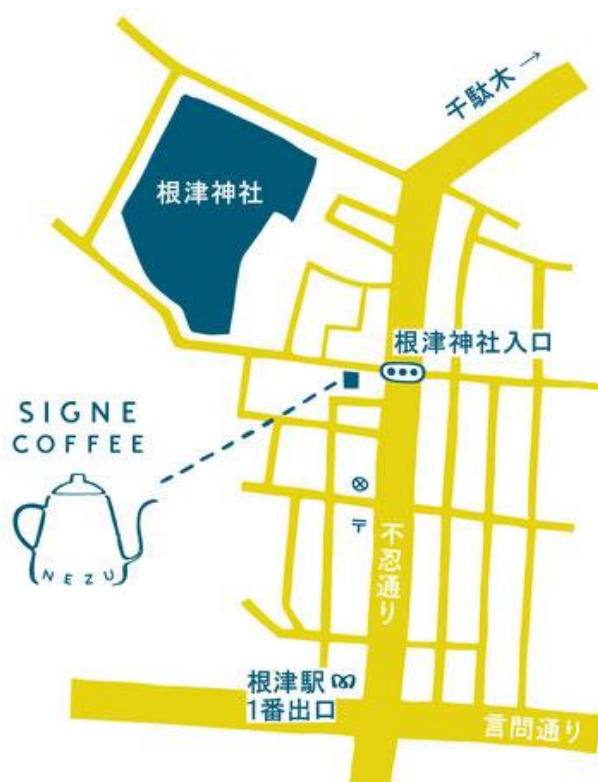 千駄木 →
根津神社
根津神社入口
SIGNE
COFFEE
NEZU
〒
不忍通り
根津駅
1番出口
言問通り